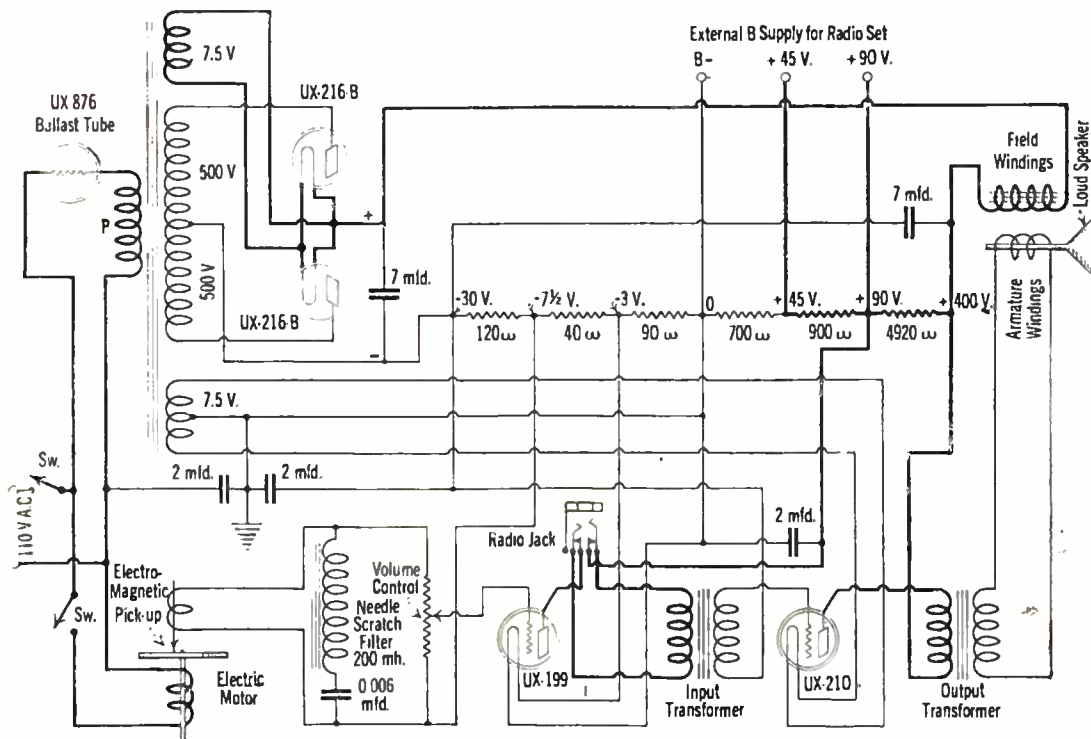 7.5 V
External B Supply for Radio Set
B-
+ 45 V.
+ 90 V.
UX 876
Ballast Tube
UX-216-B
500 V
P
500 V
UX-216-B
+
7 mfd.
-
7 mfd.
Field
Windings
Loud Speaker
Armature
Windings
-30 V.
-7½ V.
-3 V.
0
+ 45V.
+ 90 V.
+ 400 V.
120 ω
40 ω
90 ω
700 ω
900 ω
4920 ω
7.5 V.
Sw.
110 V A.C.
2 mfd.
2 mfd.
Radio Jack
2 mfd.
Electro-
Magnetic
Pick-up
Sw.
Electric
Motor
Volume
Control
Needle
Scratch
Filter
200 mh.
0.006
mfd.
UX-199
Input
Transformer
UX-210
Output
Transformer